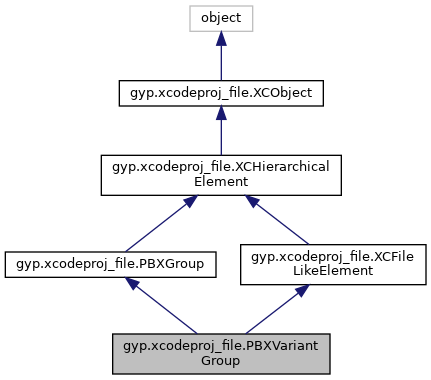 object
gyp.xcodeproj_file.XCObject
gyp.xcodeproj_file.XCHierarchical
Element
gyp.xcodeproj_file.PBXGroup
gyp.xcodeproj_file.XCFile
LikeElement
gyp.xcodeproj_file.PBXVariant
Group